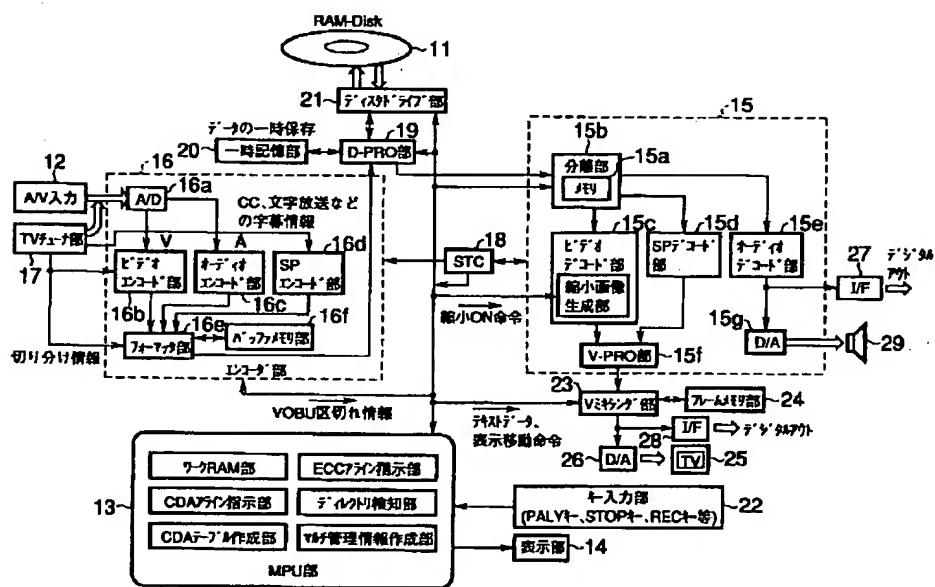 RAM-Disk
11
21
ディスクドライブ部
データの一時保存
19
20
一時記憶部
D-PRO部
15
15b
分離部
15a
メモリ
12
A/V入力
16
16a
A/D
CC、文字放送など
の字幕情報
TVチューナ部
17
V
A
16d
ビデオ
エンコード部
オーディオ
エンコード部
SP
エンコード部
16b
16c
16e
16f
フォーマッタ部
バッファメモリ部
切り分け情報
エンコーダ部
18
STC
15c
15d
15e
ビデオ
デコード部
SPデコード
部
オーディオ
デコード部
縮小画像
生成部
縮小ON命令
27
デジタル
アウト
I/F
15g
D/A
29
V-PRO部
15f
VOBU区切れ情報
23
Vミキシング部
フレームメモリ部
24
テキストデータ、
表示移動命令
28
I/F
デジタルアウト
26
D/A
TV
25
13
ワークRAM部
ECCアライン指示部
CDAアライン指示部
ディレクトリ検知部
CDAテーブル作成部
マルチ管理情報作成部
MPU部
キー入力部
(PALYキー、STOPキー、RECキー等)
22
表示部
14